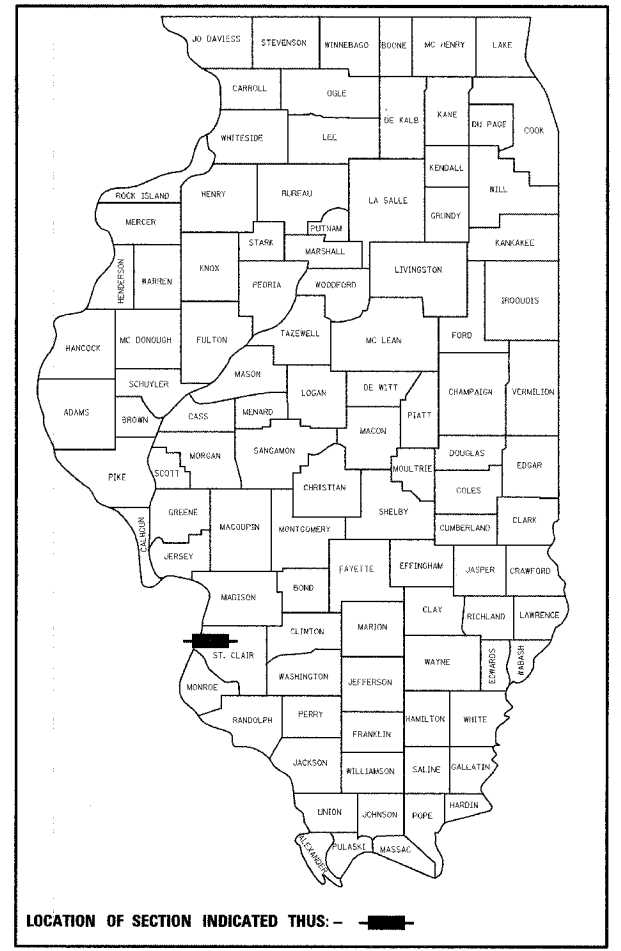 JO DAVIESS STEVENSON WINNEBAGO BOONE MC HENRY LAKE
CARROLL OGLE DE KALB KANE DU PAGE COOK
WHITESIDE LEE KENDALL WILL
ROCK ISLAND HENRY BUREAU LA SALLE GRUNDY
MERCER PUTNAM KANKAKEE
HENDERSON WARREN KNOX STARK MARSHALL LIVINGSTON
PEORIA WOODFORD IROQUOIS
HANCOCK MC DONOUGH FULTON TAZEWELL MC LEAN FORD
SCHUYLER MASON DE WITT CHAMPAIGN VERMILION
ADAMS BROWN CASS MENARD LOGAN MACON PIATT
PIKE SCOTT MORGAN SANGAMON CHRISTIAN MOULTRIE DOUGLAS EDGAR
COLES
CALHOUN GREENE MACOUPIN MONTGOMERY SHELBY CUMBERLAND CLARK
JERSEY FAYETTE EFFINGHAM JASPER CRAWFORD
MADISON BOND CLAY RICHLAND LAWRENCE
CLINTON MARION
ST. CLAIR WAYNE EDWARDS WABASH
MONROE WASHINGTON JEFFERSON
RANDOLPH PERRY HAMILTON WHITE
FRANKLIN
JACKSON WILLIAMSON SALINE GALLATIN
UNION JOHNSON POPE HARDIN
ALEXANDER PULASKI MASSAC
LOCATION OF SECTION INDICATED THUS: -